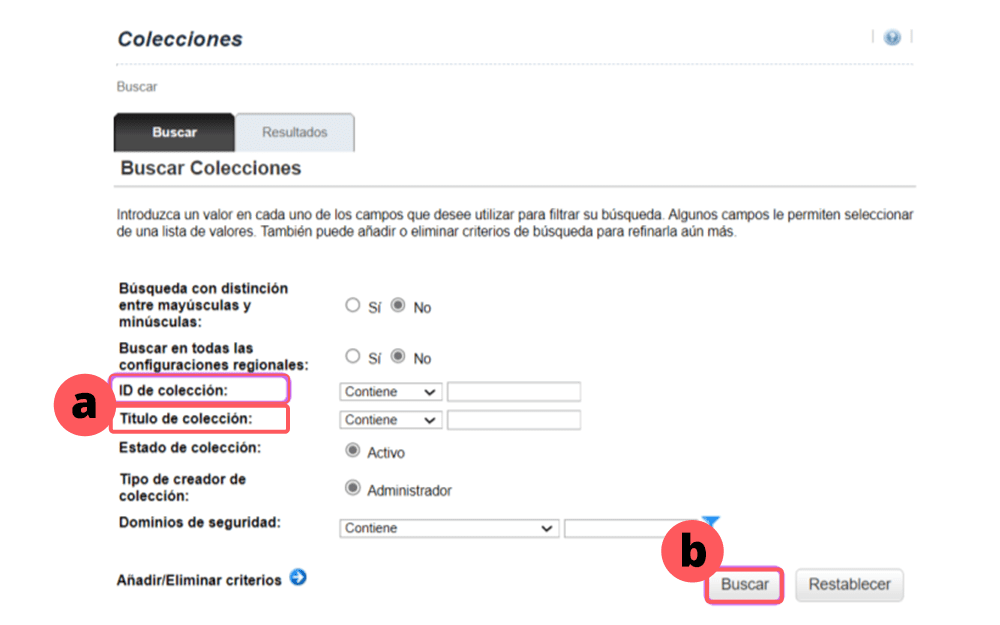 Colecciones
Buscar
Buscar Resultados
Buscar Colecciones
Introduzca un valor en cada uno de los campos que desee utilizar para filtrar su búsqueda. Algunos campos le permiten seleccionar
de una lista de valores. También puede añadir o eliminar criterios de búsqueda para refinarla aún más.
Búsqueda con distinción
entre mayúsculas y
minúsculas:
Sí No
Buscar en todas las
configuraciones regionales:
Sí No
a
ID de colección: Contiene
Título de colección: Contiene
Estado de colección: Activo
Tipo de creador de
colección:
Administrador
Dominios de seguridad: Contiene
b
Añadir/Eliminar criterios
Buscar Restablecer